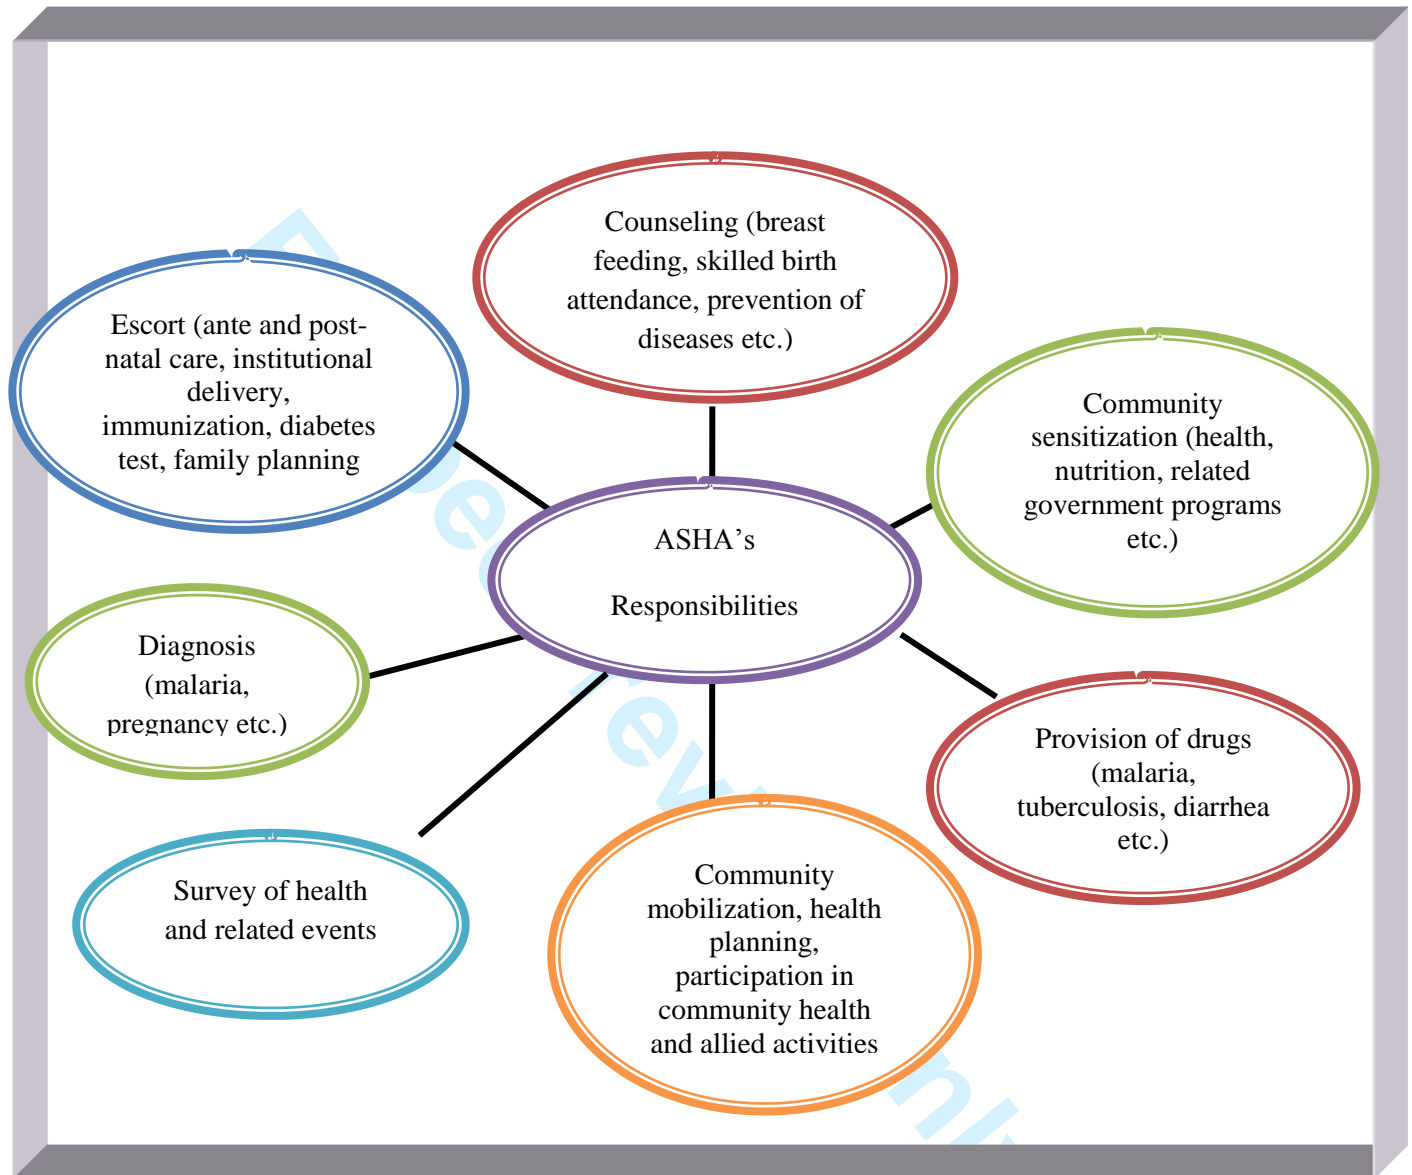 Counseling (breast
feeding, skilled birth
attendance, prevention of
diseases etc.)
Escort (ante and post-
natal care, institutional
delivery,
immunization, diabetes
test, family planning
Community
sensitization (health,
nutrition, related
government programs
etc.)
ASHA's
Responsibilities
Diagnosis
(malaria,
pregnancy etc.)
Provision of drugs
(malaria,
tuberculosis, diarrhea
etc.)
Survey of health
and related events
Community
mobilization, health
planning,
participation in
community health
and allied activities